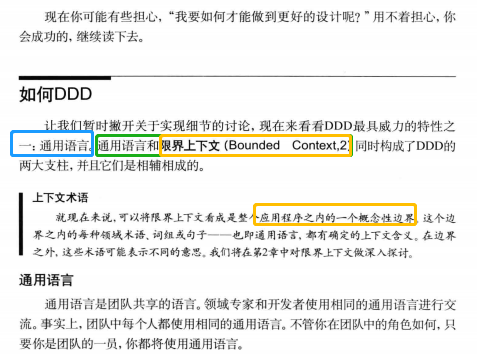 现在你可能有些担心，“我要如何才能做到更好的设计呢？”用不着担心，你
会成功的，继续读下去。
如何DDD
让我们暂时撇开关于实现细节的讨论，现在来看看DDD最具威力的特性之
一：通用语言。通用语言和限界上下文（Bounded Context,2）同时构成了DDD的
两大支柱，并且它们是相辅相成的。
上下文术语
就现在来说，可以将限界上下文看成是整个应用程序之内的一个概念性边界。这个边
界之内的每种领域术语、词组或句子——也即通用语言，都有确定的上下文含义。在边界
之外，这些术语可能表示不同的意思。我们将在第2章中对限界上下文做深入探讨。
通用语言
通用语言是团队共享的语言。领域专家和开发者使用相同的通用语言进行交
流。事实上，团队中每个人都使用相同的通用语言。不管你在团队中的角色如何，只
要你是团队的一员，你都将使用通用语言。